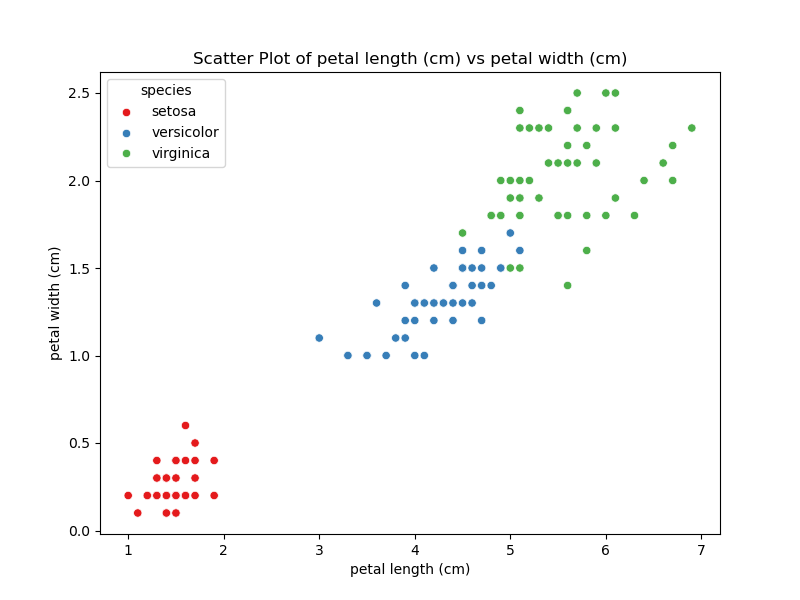 Scatter Plot of petal length (cm) vs petal width (cm)
species
setosa
versicolor
virginica
petal width (cm)
2.5
2.0
1.5
1.0
0.5
0.0
1 2 3 4 5 6 7
petal length (cm)